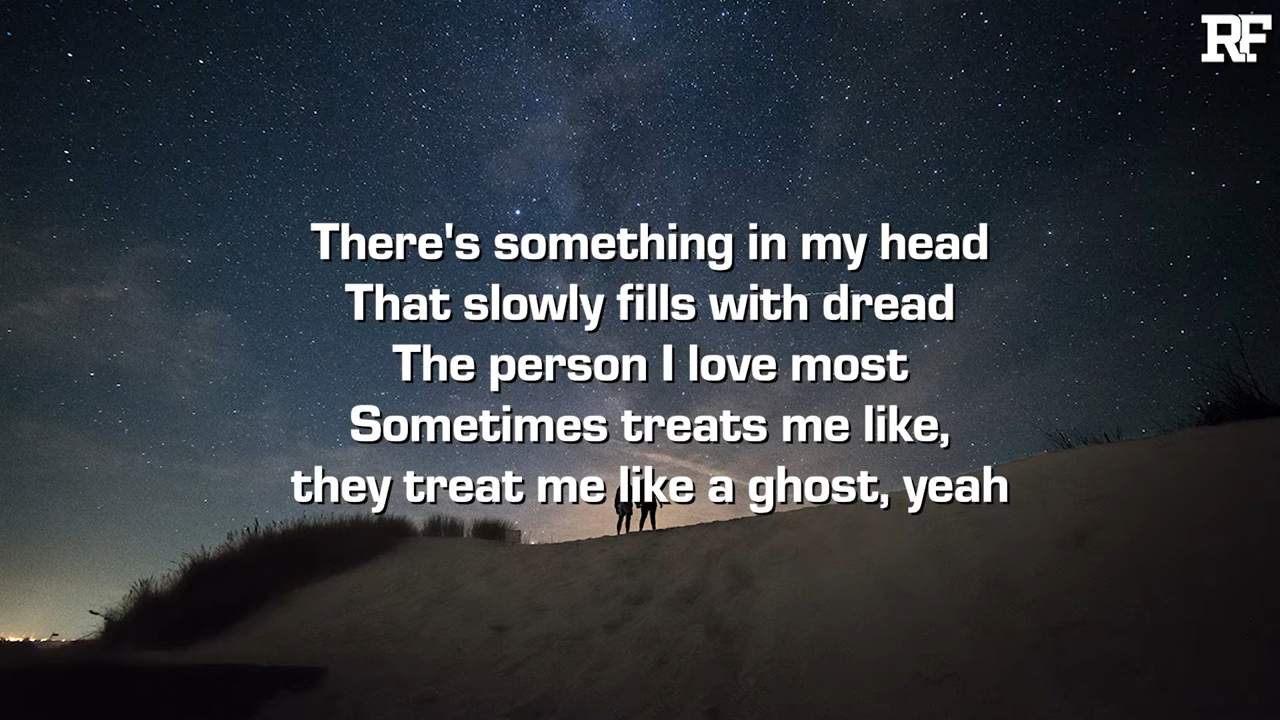 RF
There's something in my head
That slowly fills with dread
The person I love most
Sometimes treats me like,
they treat me like a ghost, yeah